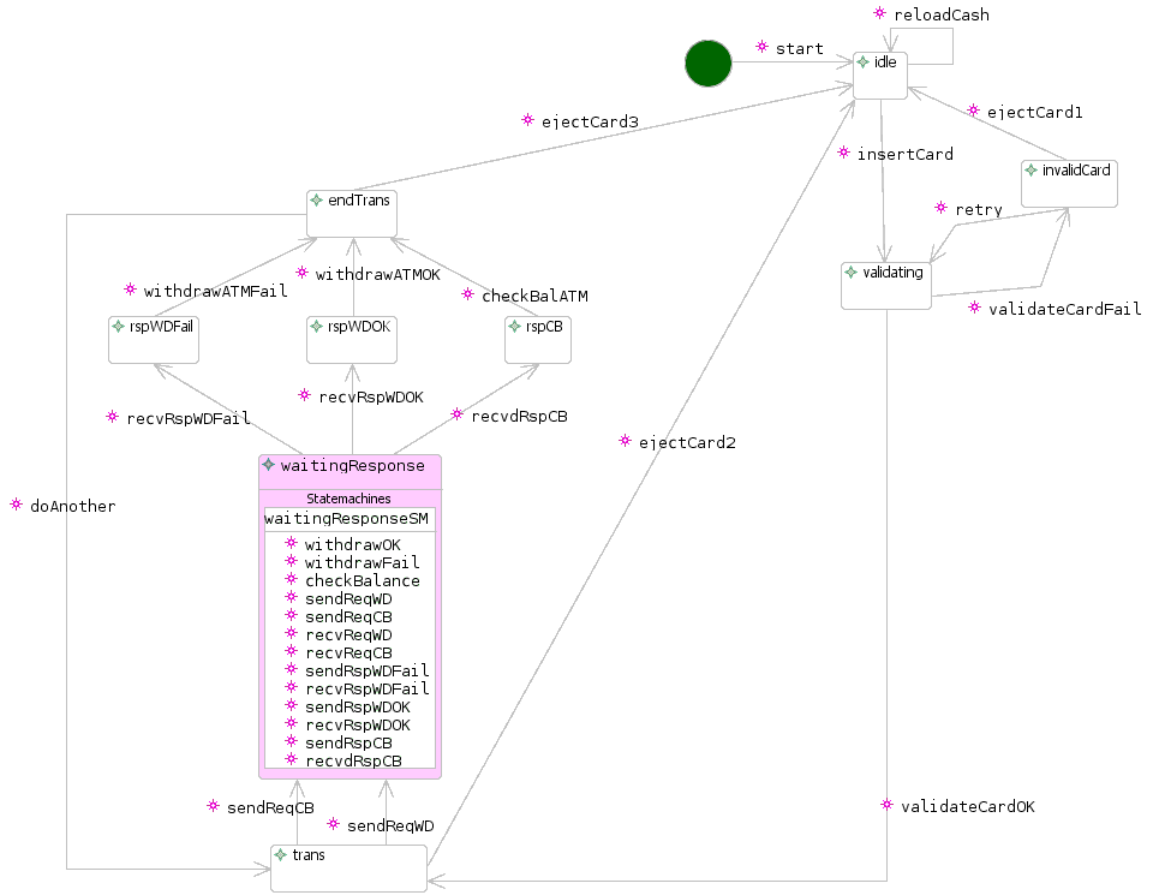 reloadCash
start
idle
ejectCard3
ejectCard1
insertCard
invalidCard
endTrans
retry
validating
withdrawATMOK
withdrawATMFail
checkBalATM
validateCardFail
rspWDFail
rspWDOK
rspCB
recvRspWDOK
recvRspWDFail
recvdRspCB
ejectCard2
waitingResponse
Statemachines
doAnother
waitingResponseSM
withdrawOK
withdrawFail
checkBalance
sendReqWD
sendReqCB
recvReqWD
recvReqCB
sendRspWDFail
recvRspWDFail
sendRspWDOK
recvRspWDOK
sendRspCB
recvdRspCB
sendReqCB
validateCardOK
sendReqWD
trans